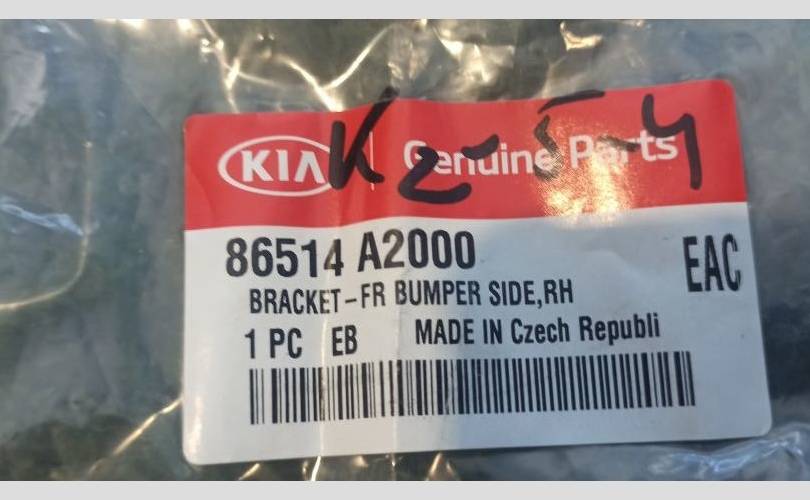 KIA Genuine Parts
K2-5-4
86514 A2000
EAC
BRACKET-FR BUMPER SIDE,RH
1 PC EB MADE IN Czech Republi